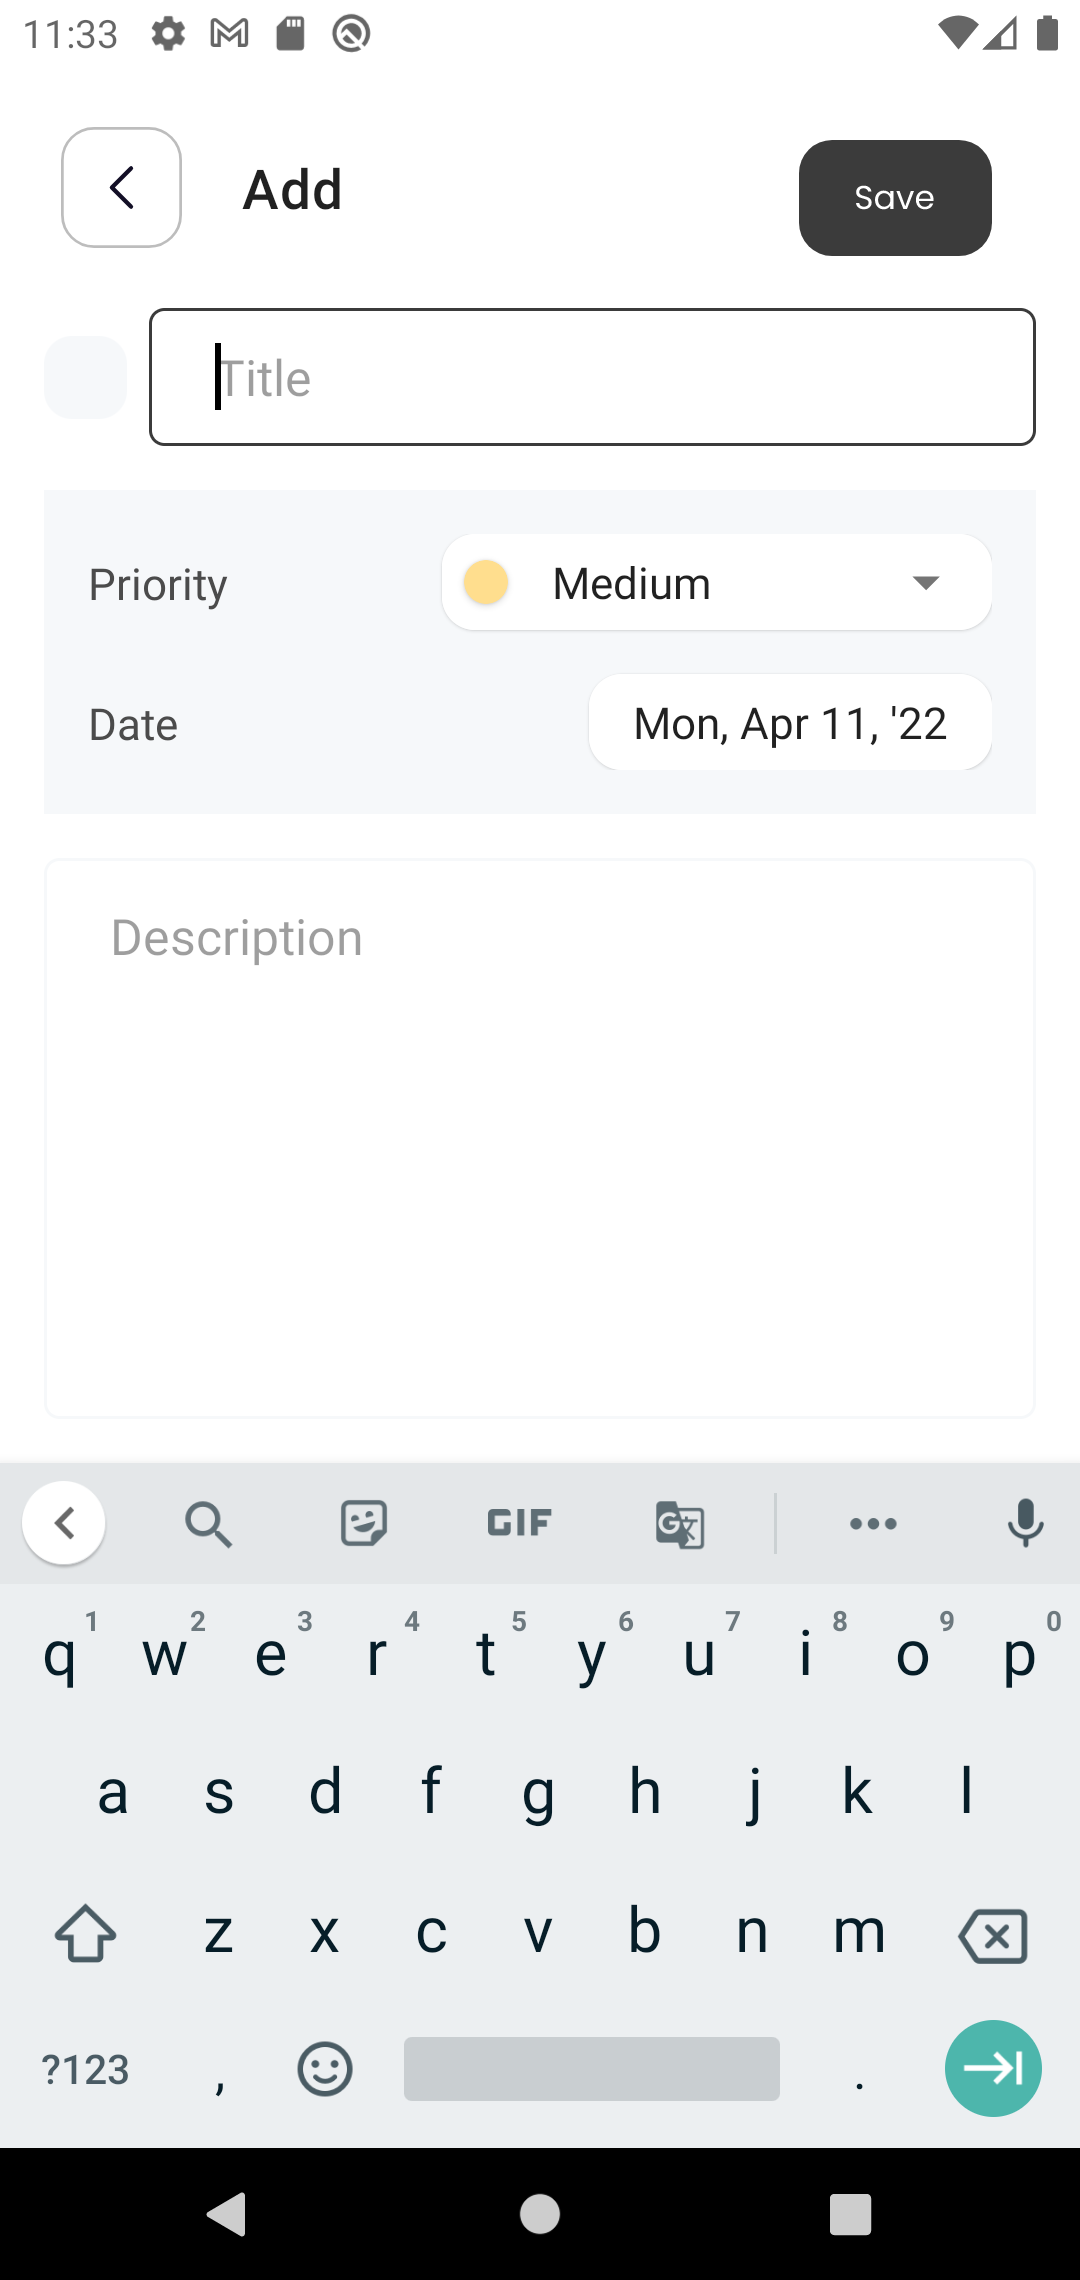 11:33
Add
Save
Title
Priority
Medium
Date
Mon, Apr 11, '22
Description
GIF
G
1 2 3 4 5 6 7 8 9 0
q w e r t y u i o p
a s d f g h j k l
z x c v b n m
?123 , .